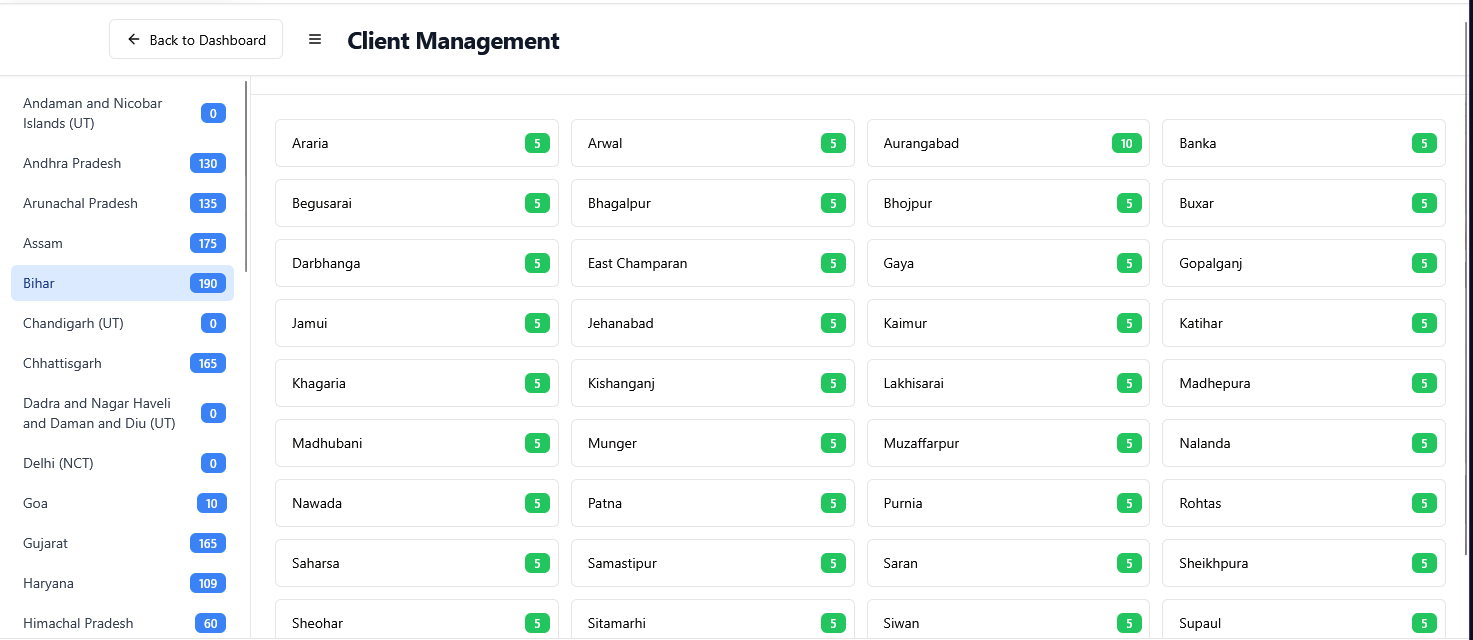 Back to Dashboard
Client Management
Andaman and Nicobar
Islands (UT)
0
Andhra Pradesh 130
Arunachal Pradesh 135
Assam 175
Bihar 190
Chandigarh (UT) 0
Chhattisgarh 165
Dadra and Nagar Haveli
and Daman and Diu (UT)
0
Delhi (NCT) 0
Goa 10
Gujarat 165
Haryana 109
Himachal Pradesh 60
Araria 5 Arwal 5 Aurangabad 10 Banka 5
Begusarai 5 Bhagalpur 5 Bhojpur 5 Buxar 5
Darbhanga 5 East Champaran 5 Gaya 5 Gopalganj 5
Jamui 5 Jehanabad 5 Kaimur 5 Katihar 5
Khagaria 5 Kishanganj 5 Lakhisarai 5 Madhepura 5
Madhubani 5 Munger 5 Muzaffarpur 5 Nalanda 5
Nawada 5 Patna 5 Purnia 5 Rohtas 5
Saharsa 5 Samastipur 5 Saran 5 Sheikhpura 5
Sheohar 5 Sitamarhi 5 Siwan 5 Supaul 5